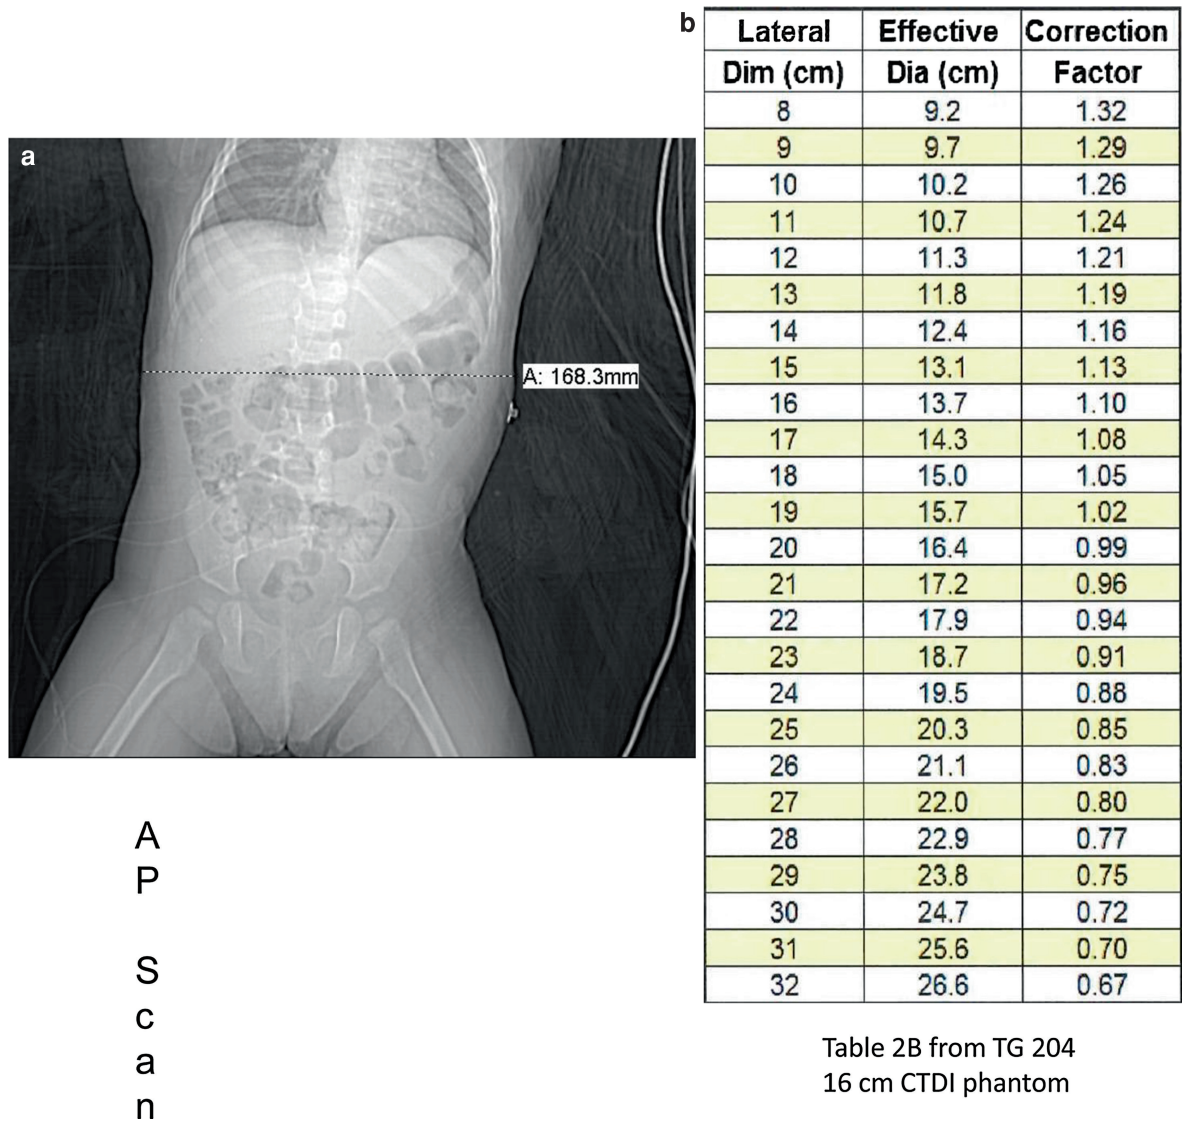 a
A: 168.3mm
A
P
S
c
a
n
b
Lateral Effective Correction
Dim (cm) Dia (cm) Factor
8 9.2 1.32
9 9.7 1.29
10 10.2 1.26
11 10.7 1.24
12 11.3 1.21
13 11.8 1.19
14 12.4 1.16
15 13.1 1.13
16 13.7 1.10
17 14.3 1.08
18 15.0 1.05
19 15.7 1.02
20 16.4 0.99
21 17.2 0.96
22 17.9 0.94
23 18.7 0.91
24 19.5 0.88
25 20.3 0.85
26 21.1 0.83
27 22.0 0.80
28 22.9 0.77
29 23.8 0.75
30 24.7 0.72
31 25.6 0.70
32 26.6 0.67
Table 2B from TG 204
16 cm CTDI phantom